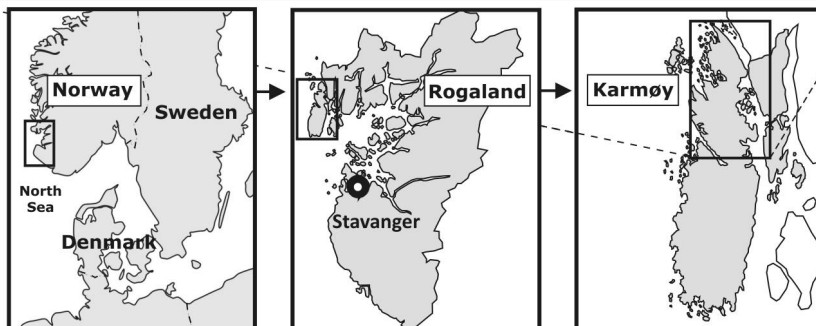 Norway
Sweden
North
Sea
Denmark
Rogaland
Stavanger
Karmøy